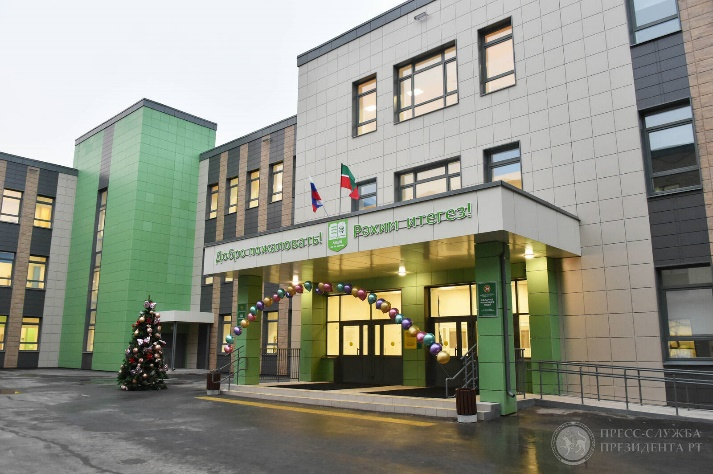 Добро пожаловать!
Рәхим итегез!
ПРЕСС-СЛУЖБА
ПРЕЗИДЕНТА РТ